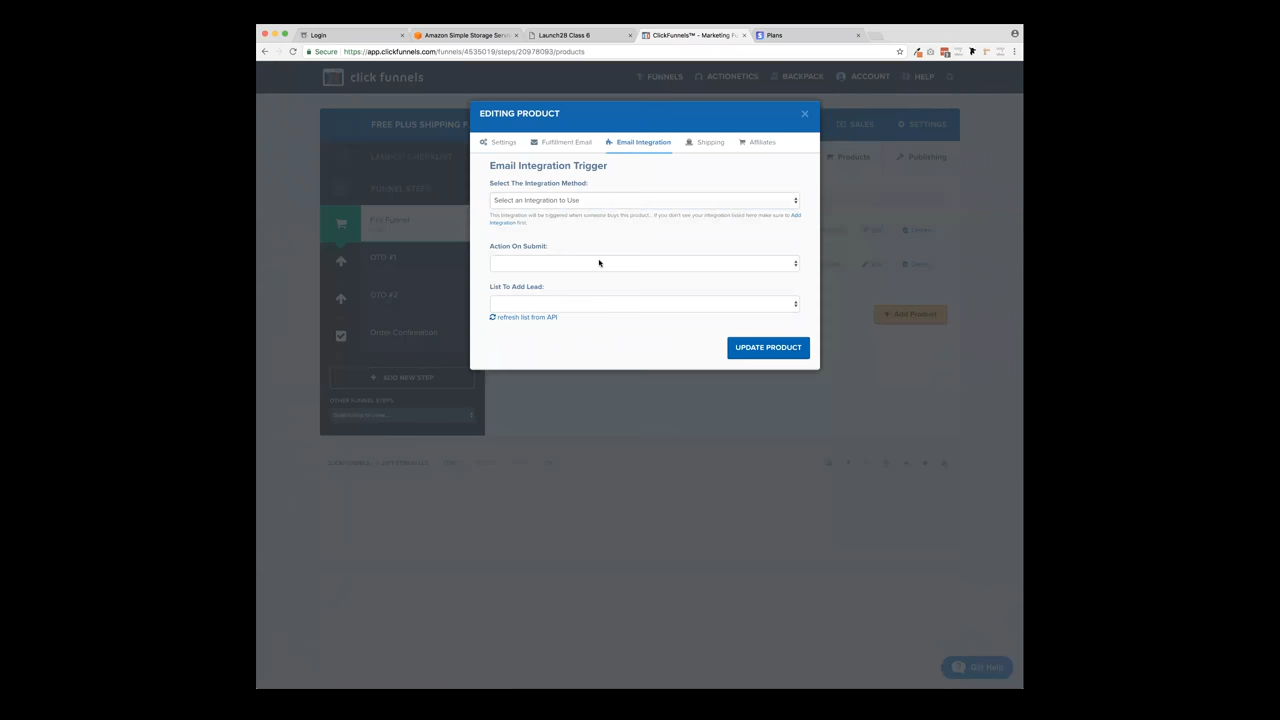 Login
Amazon Simple Storage Serv
Launch28 Class 6
ClickFunnels™ - Marketing Fu
Plans
Secure
https://app.clickfunnels.com/funnels/4535019/steps/20978093/products
click funnels
FUNNELS
ACTIONETICS
BACKPACK
ACCOUNT
HELP
FREE PLUS SHIPPING F
SALES
SETTINGS
Products
Publishing
FUNNEL STEPS
OTO #1
OTO #2
Order Confirmation
ADD NEW STEP
OTHER FUNNEL STEPS
EDITING PRODUCT
Settings
Fulfillment Email
Email Integration
Shipping
Affiliates
Email Integration Trigger
Select The Integration Method:
Select an Integration to Use
This integration will be triggered when someone buys this product... if you don't see your integration listed here make sure to Add
Integration first.
Action On Submit:
List To Add Lead:
refresh list from API
UPDATE PRODUCT
Add Product
Get Help